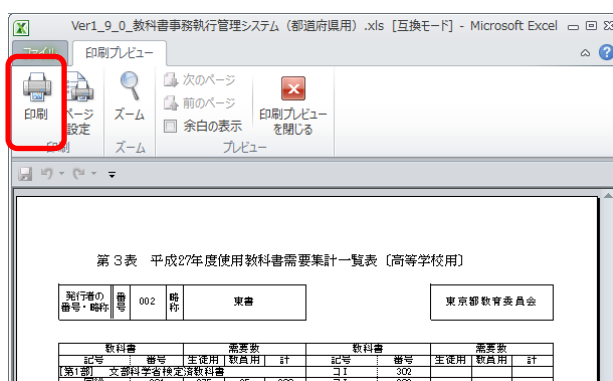 Ver1_9_0_教科書事務執行管理システム（都道府県用）.xls [互換モード] - Microsoft Excel
ファイル 印刷プレビュー
印刷 ページ設定 ズーム 次のページ 前のページ 余白の表示 印刷プレビューを閉じる
印刷 ズーム プレビュー
第３表 平成27年度使用教科書需要集計一覧表〔高等学校用〕
発行者の番号・略称 番号 002 略称 東書 東京都教育委員会
教科書 需要数 教科書 需要数
記号 番号 生徒用 教員用 計 記号 番号 生徒用 教員用 計
【第1部】 文部科学省検定済教科書 コI 302